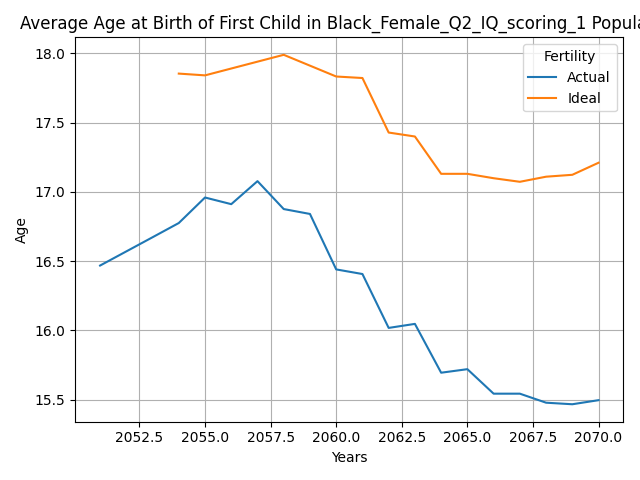 Average Age at Birth of First Child in Black_Female_Q2_IQ_scoring_1 Popula
Fertility
Actual
Ideal
18.0
17.5
17.0
16.5
16.0
15.5
Age
2052.5 2055.0 2057.5 2060.0 2062.5 2065.0 2067.5 2070.0
Years